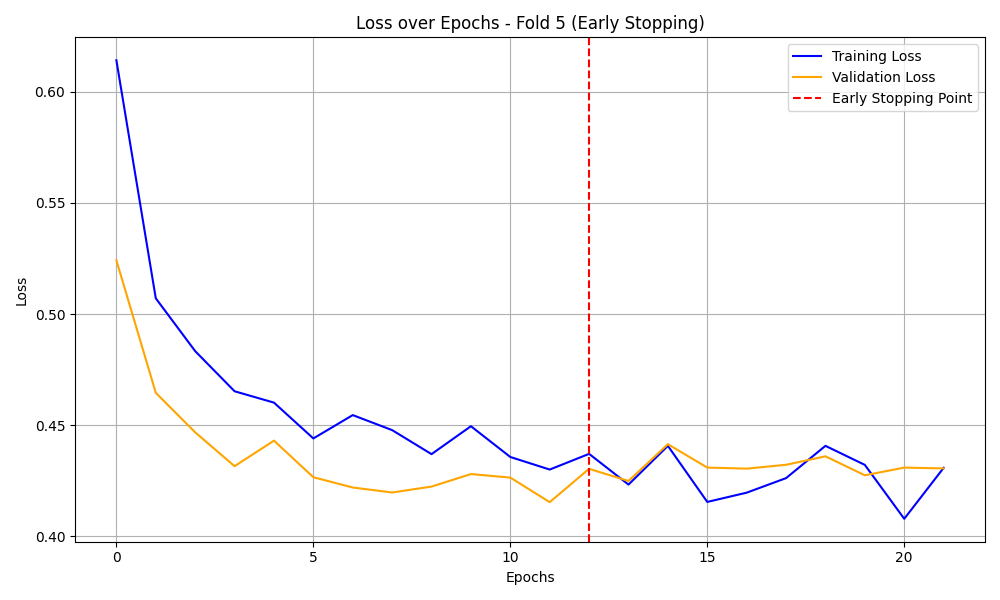 Loss over Epochs - Fold 5 (Early Stopping)
Training Loss
Validation Loss
Early Stopping Point
Loss
0.60
0.55
0.50
0.45
0.40
0
5
10
15
20
Epochs